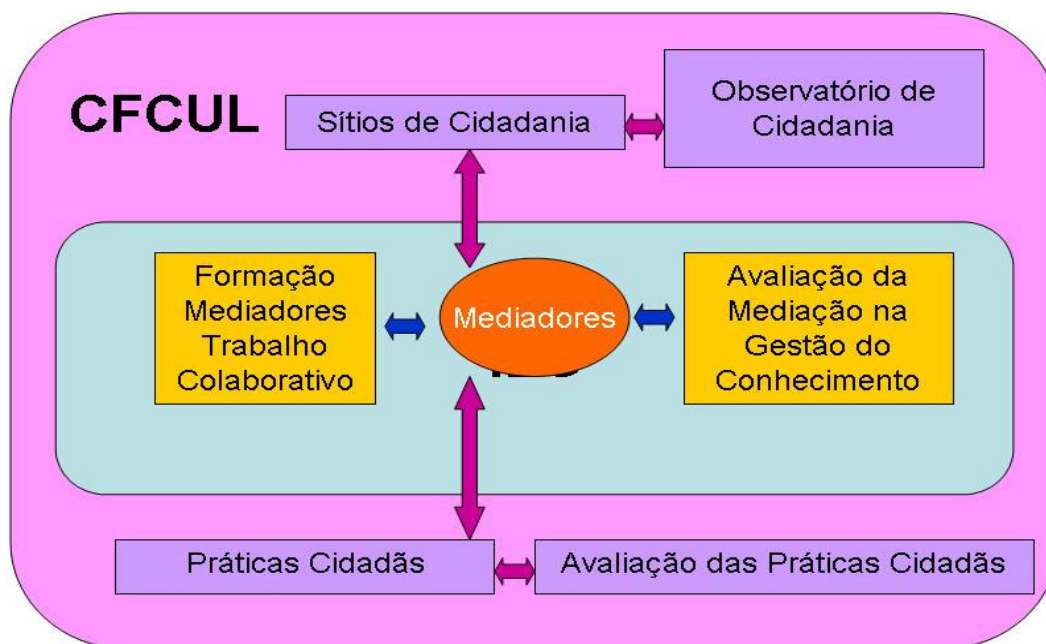 CFCUL
Sítios de Cidadania
Observatório de
Cidadania
Formação
Mediadores
Trabalho
Colaborativo
Mediadores
Avaliação da
Mediação na
Gestão do
Conhecimento
Práticas Cidadãs
Avaliação das Práticas Cidadãs